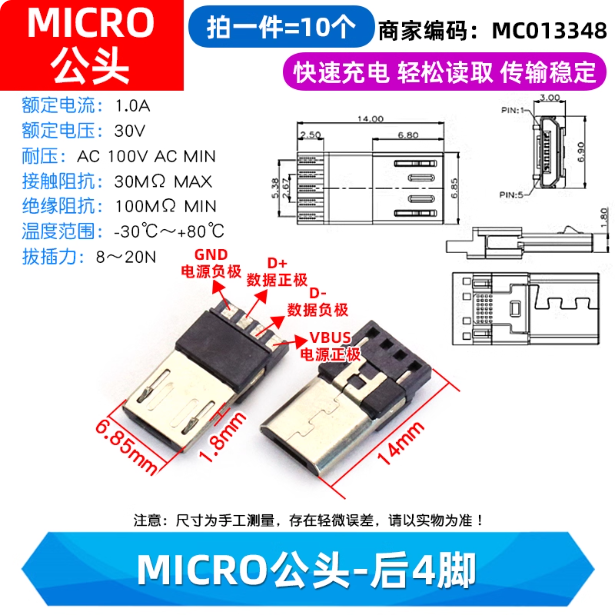 MICRO
公头
拍一件=10个
商家编码：MC013348
快速充电 轻松读取 传输稳定
额定电流：1.0A
额定电压：30V
耐压：AC 100V AC MIN
接触阻抗：30MΩ MAX
绝缘阻抗：100MΩ MIN
温度范围：-30℃～+80℃
拔插力：8～20N
14.00
2.50
6.80
5.38
2.67
6.85
3.00
PIN:1
6.90
PIN:5
1.80
GND
电源负极
D+
数据正极
D-
数据负极
VBUS
电源正极
6.85mm
1.8mm
14mm
注意：尺寸为手工测量，存在轻微误差，请以实物为准！
MICRO公头-后4脚